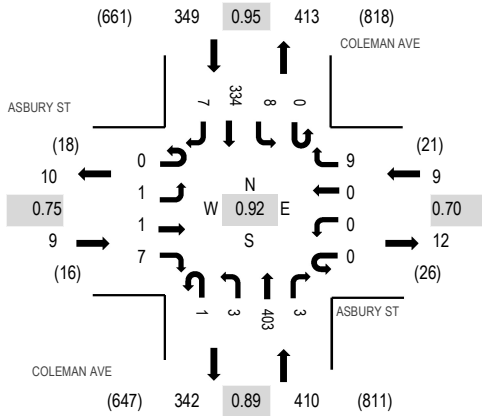 (661) 349 0.95 413 (818)
COLEMAN AVE
7 334 8 0
ASBURY ST
(18)
10
0.75
9
(16)
0
1
1
7
N
W 0.92 E
S
9
0
0
0
(21)
9
0.70
12
(26)
1 3 403 3
ASBURY ST
COLEMAN AVE
(647) 342 0.89 410 (811)